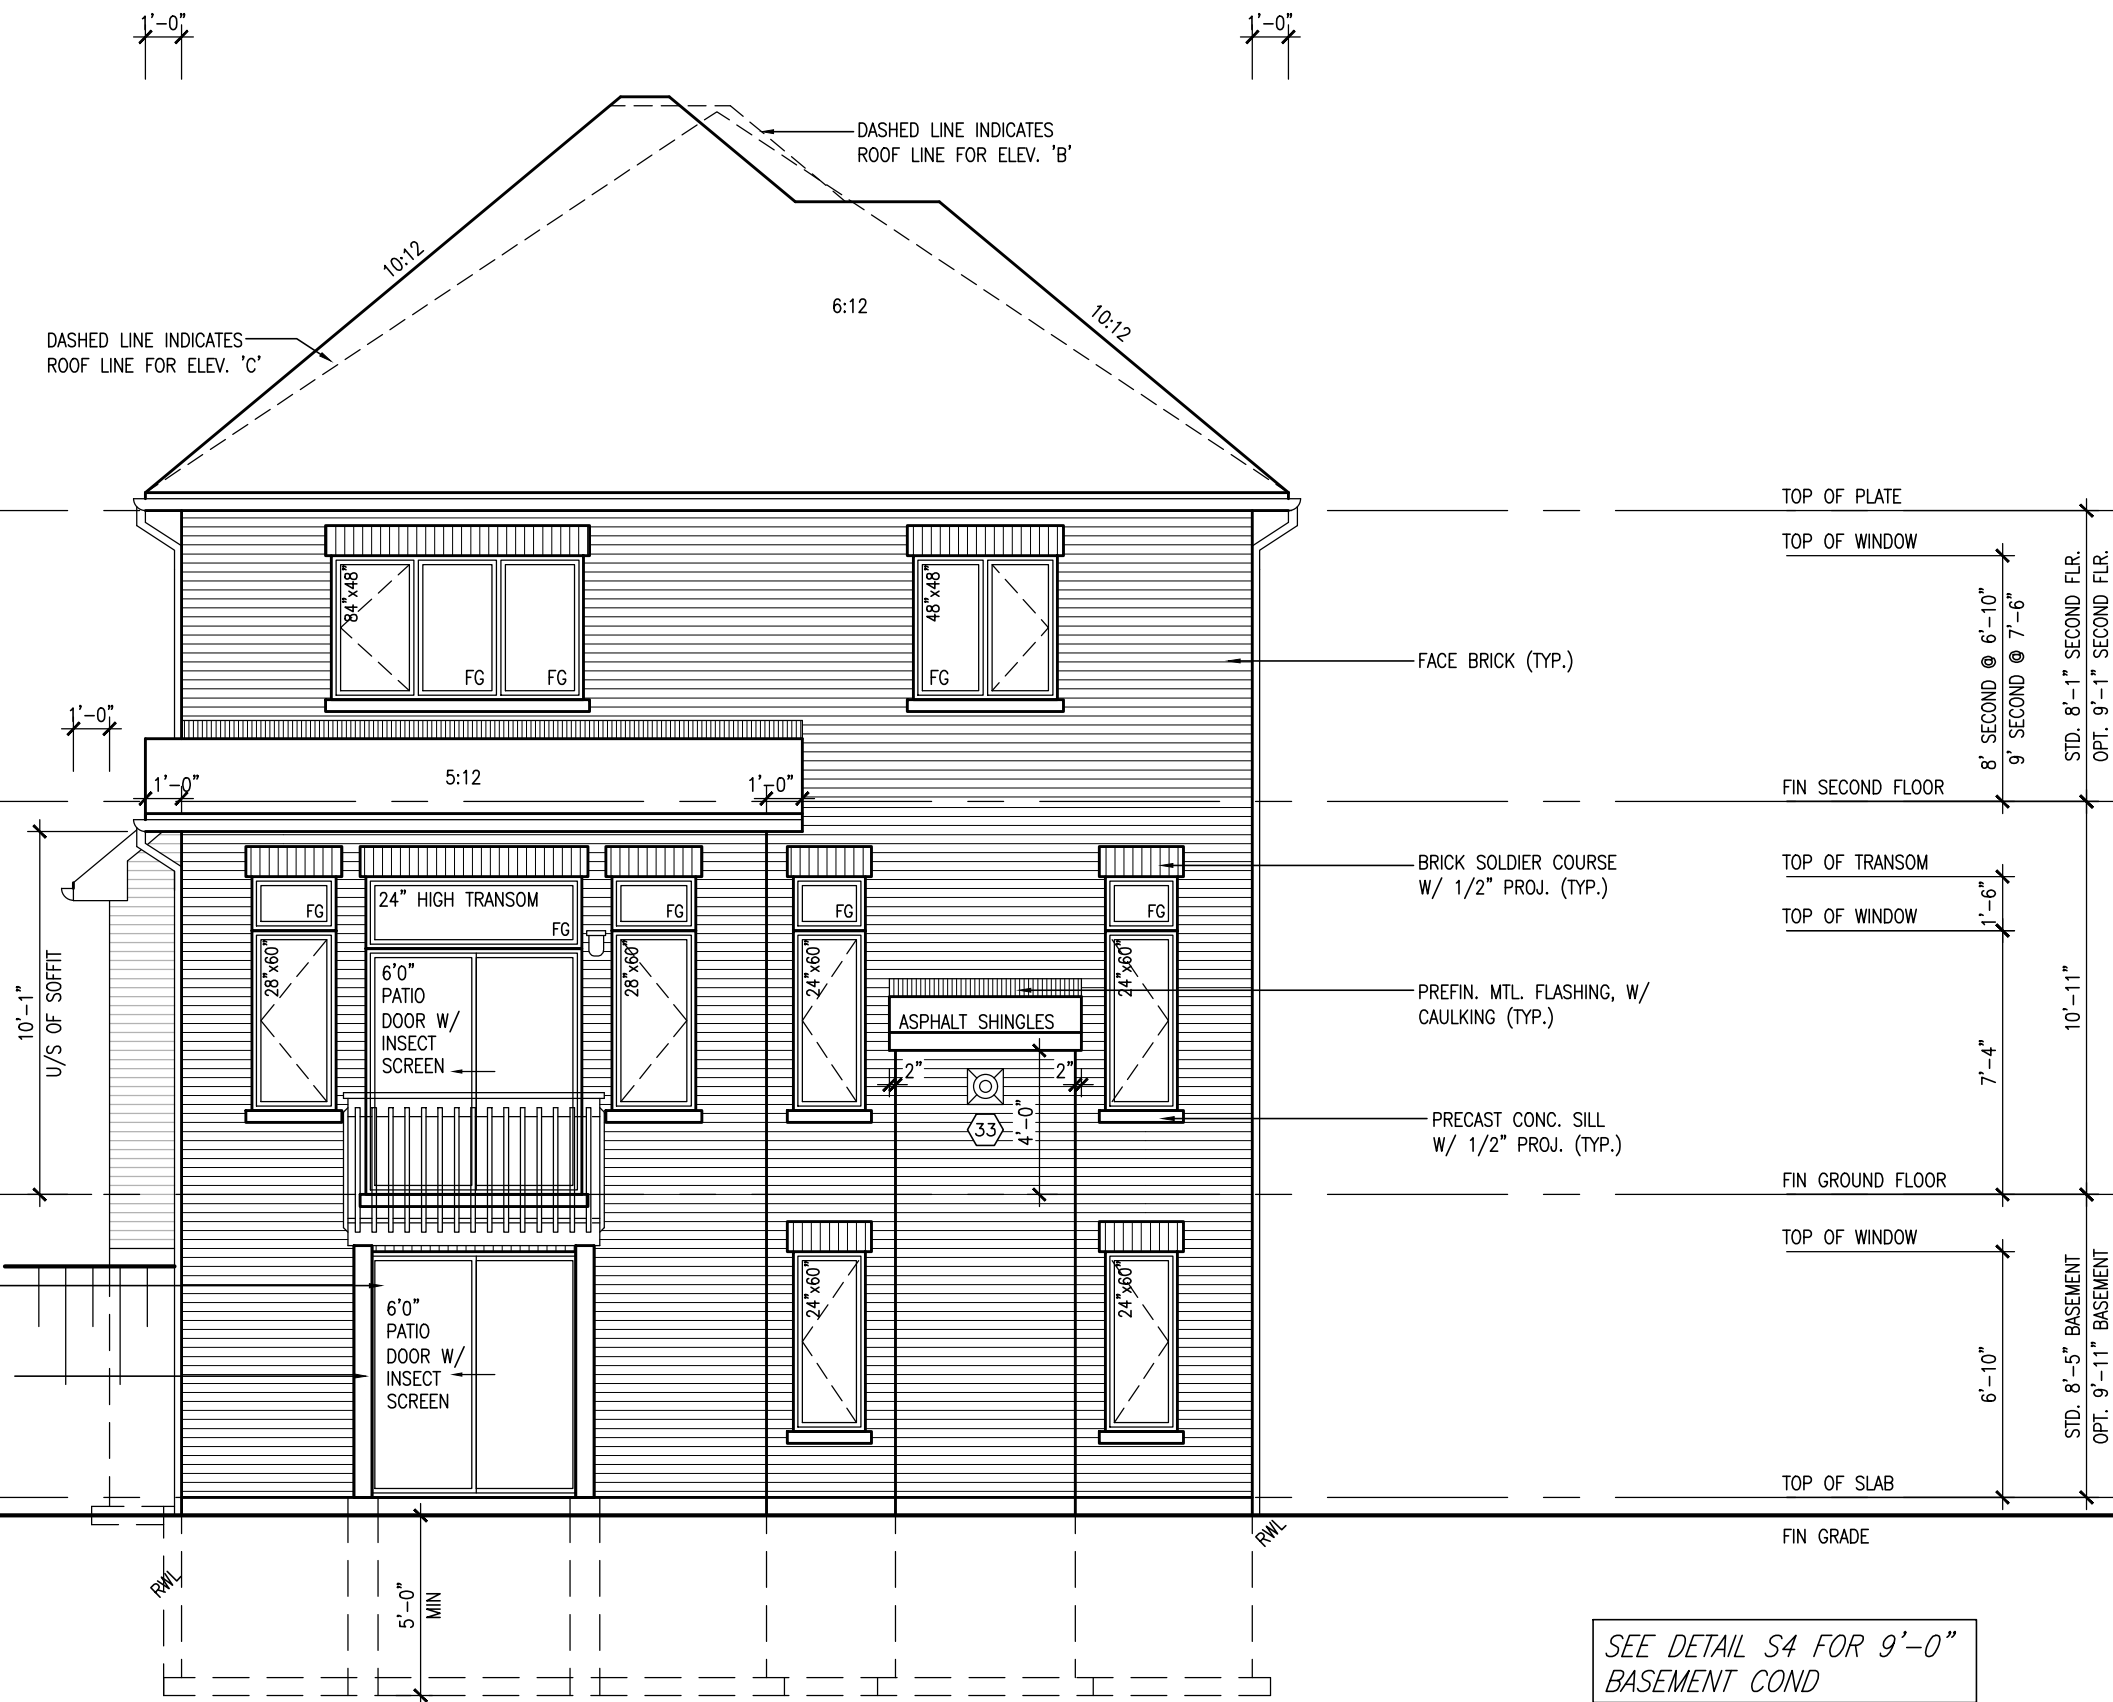 1'-0"
1'-0"
DASHED LINE INDICATES
ROOF LINE FOR ELEV. 'B'
10:12
6:12
10:12
DASHED LINE INDICATES
ROOF LINE FOR ELEV. 'C'
TOP OF PLATE
TOP OF WINDOW
84"x48"
FG
FG
48"x48"
FG
FACE BRICK (TYP.)
8' SECOND @ 6'-10"
9' SECOND @ 7'-6"
STD. 8'-1" SECOND FLR.
OPT. 9'-1" SECOND FLR.
1'-0"
1'-0"
5:12
1'-0"
FIN SECOND FLOOR
10'-1"
U/S OF SOFFIT
28"x60"
FG
24" HIGH TRANSOM
FG
28"x60"
FG
24"x60"
FG
24"x60"
FG
BRICK SOLDIER COURSE
W/ 1/2" PROJ. (TYP.)
TOP OF TRANSOM
1'-6"
TOP OF WINDOW
6'0"
PATIO
DOOR W/
INSECT
SCREEN
ASPHALT SHINGLES
PREFIN. MTL. FLASHING, W/
CAULKING (TYP.)
2"
2"
33
4'-0"
7'-4"
10'-11"
PRECAST CONC. SILL
W/ 1/2" PROJ. (TYP.)
FIN GROUND FLOOR
TOP OF WINDOW
6'0"
PATIO
DOOR W/
INSECT
SCREEN
24"x60"
24"x60"
6'-10"
STD. 8'-5" BASEMENT
OPT. 9'-11" BASEMENT
TOP OF SLAB
FIN GRADE
RWL
RWL
5'-0"
MIN
SEE DETAIL S4 FOR 9'-0"
BASEMENT COND